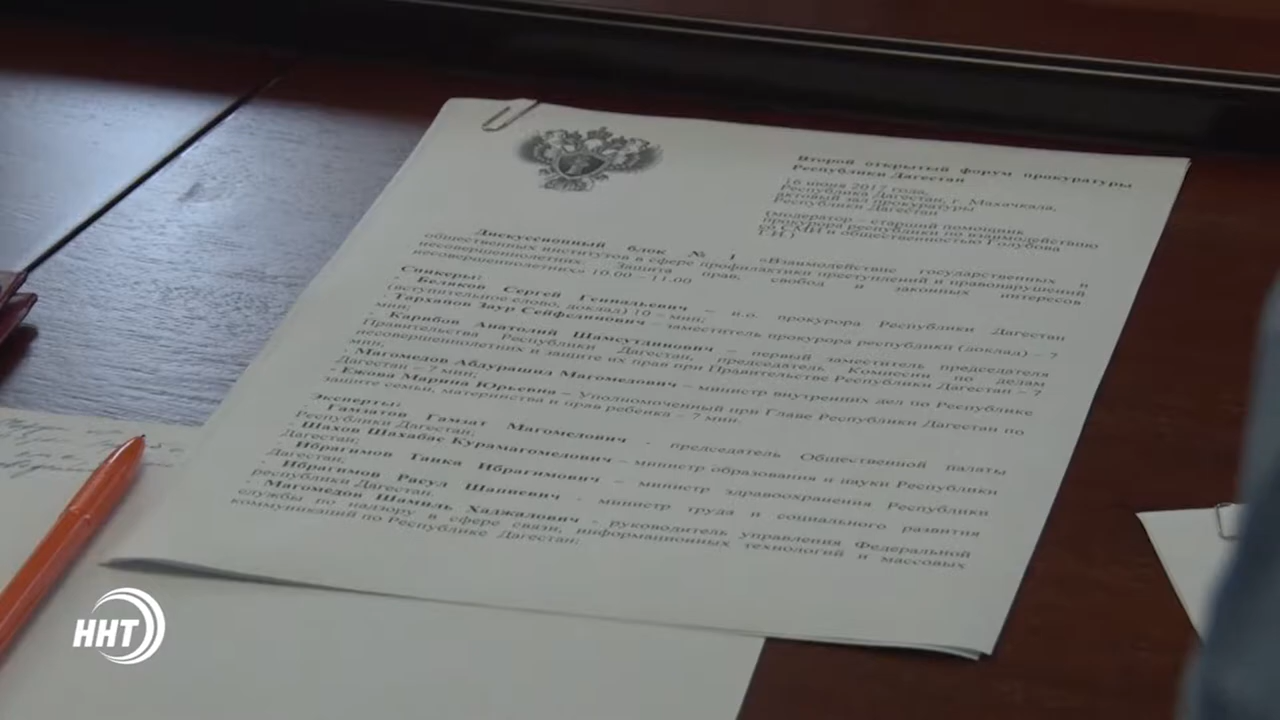 Второй открытый форум прокуратуры
Республики Дагестан
16 июня 2017 года,
Республика Дагестан, г. Махачкала,
актовый зал прокуратуры
Республики Дагестан
(модератор – старший помощник
прокурора республики по взаимодействию
со СМИ и общественностью Голубова
Т.И.)
Дискуссионный блок № 1 «Взаимодействие государственных и
общественных институтов в сфере профилактики преступлений и правонарушений
несовершеннолетних. Защита прав, свобод и законных интересов
несовершеннолетних» 10.00 – 11.00
Спикеры:
- Беликов Сергей Гениальевич – и.о. прокурора Республики Дагестан
(вступительное слово, доклад) 10 – мин;
- Тарханов Заур Сейфединович – заместитель прокурора республики (доклад) – 7
мин;
- Карибов Анатолий Шамсутдинович – первый заместитель председателя
Правительства Республики Дагестан, председатель Комиссии по делам
несовершеннолетних и защите их прав при Правительстве Республики Дагестан – 7
мин,
- Магомедов Абдурашид Магомедович – министр внутренних дел по Республике
Дагестан – 7 мин;
- Ежова Марина Юрьевна – Уполномоченный при Главе Республики Дагестан по
защите семьи, материнства и прав ребенка – 7 мин.
Эксперты:
- Гамзатов Гамзат Магомедович - председатель Общественной палаты
Республики Дагестан;
- Шахов Шахабас Курамагомедович – министр образования и науки Республики
Дагестан;
- Ибрагимов Танка Ибрагимович – министр здравоохранения Республики
Дагестан;
- Ибрагимов Расул Шапиевич - министр труда и социального развития
республики Дагестан.
- Магомедов Шамиль Хаджалович - руководитель управления Федеральной
службы по надзору в сфере связи, информационных технологий и массовых
коммуникаций по Республике Дагестан;
ННТ